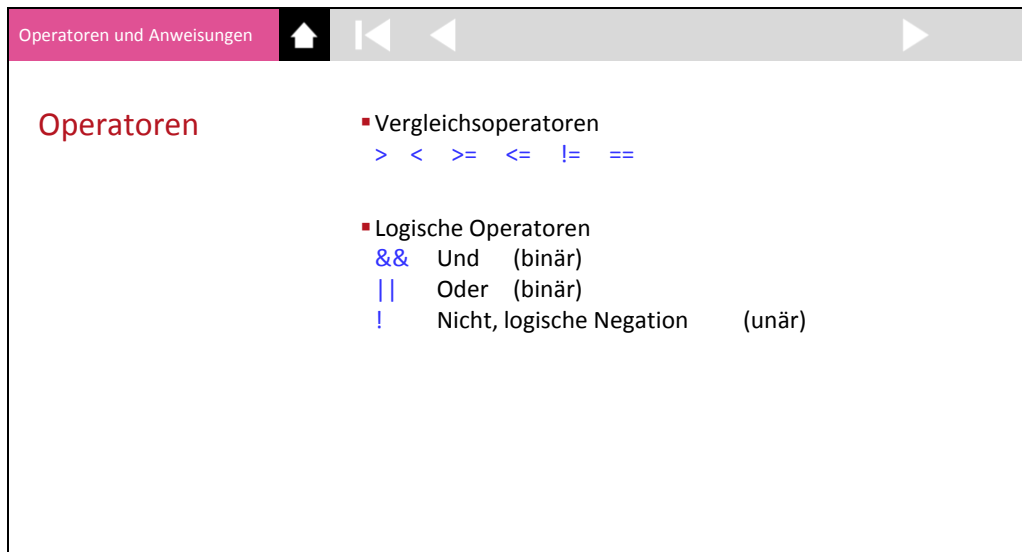 Operatoren und Anweisungen
Operatoren
▪ Vergleichsoperatoren
> < >= <= != ==
▪ Logische Operatoren
&& Und (binär)
|| Oder (binär)
! Nicht, logische Negation (unär)